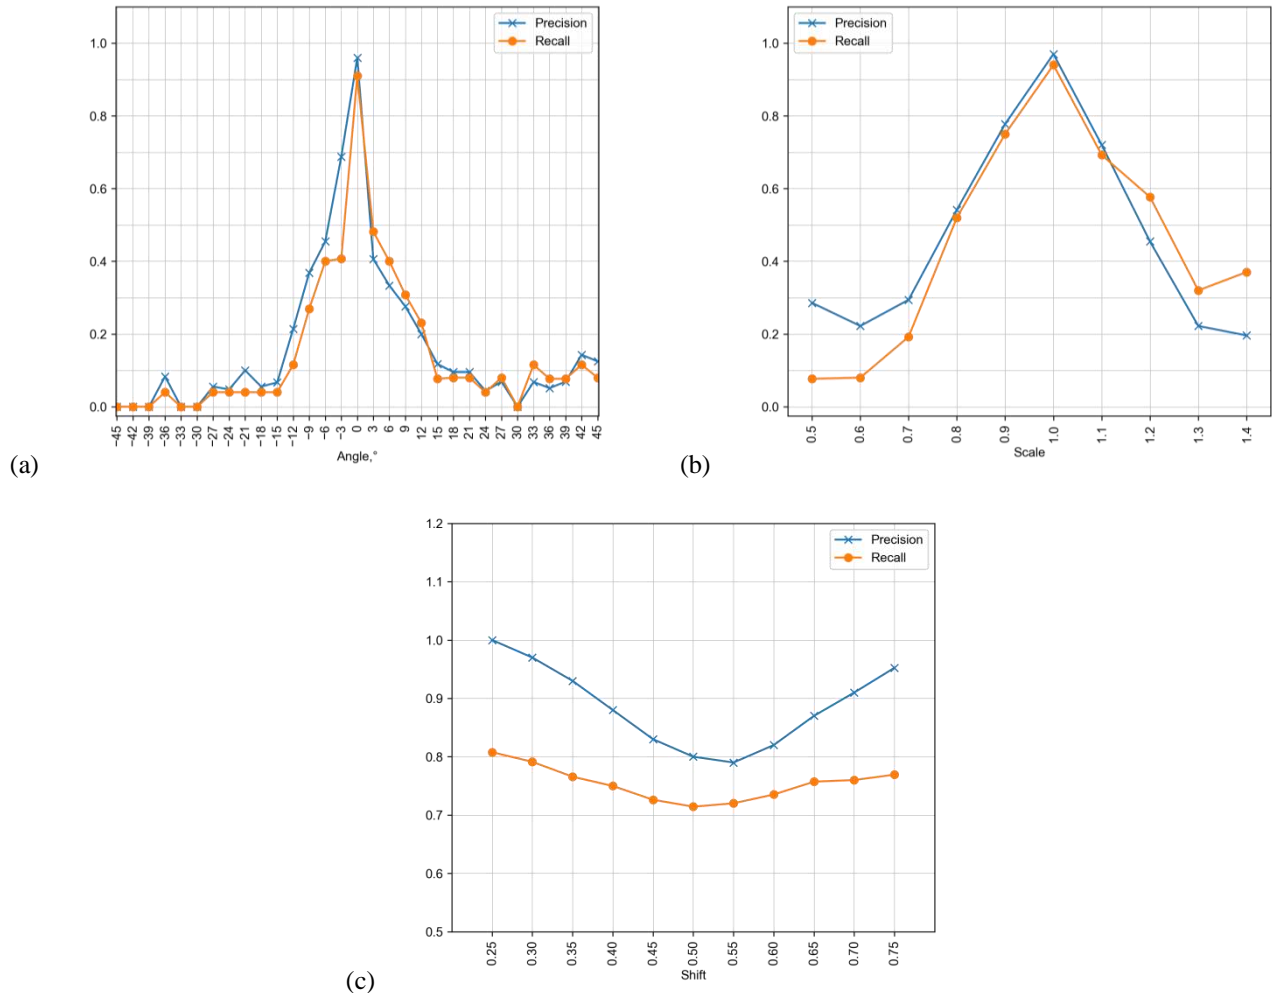 Precision
Recall
1.0
0.8
0.6
0.4
0.2
0.0
−45 −42 −39 −36 −33 −30 −27 −24 −21 −18 −15 −12 −9 −6 −3 0 3 6 9 12 15 18 21 24 27 30 33 36 39 42 45
Angle,°
(a)
Precision
Recall
1.0
0.8
0.6
0.4
0.2
0.0
0.5 0.6 0.7 0.8 0.9 1.0 1.1 1.2 1.3 1.4
Scale
(b)
1.2
Precision
Recall
1.1
1.0
0.9
0.8
0.7
0.6
0.5
0.25 0.30 0.35 0.40 0.45 0.50 0.55 0.60 0.65 0.70 0.75
Shift
(c)